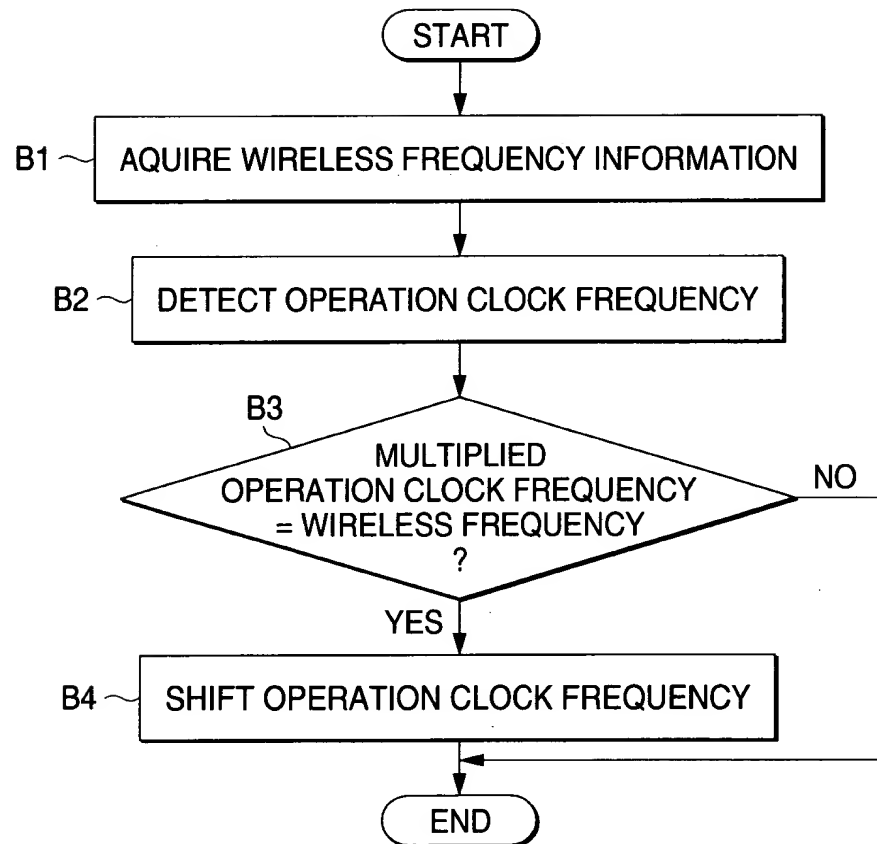 START
B1 AQUIRE WIRELESS FREQUENCY INFORMATION
B2 DETECT OPERATION CLOCK FREQUENCY
B3
MULTIPLIED
OPERATION CLOCK FREQUENCY
= WIRELESS FREQUENCY
?
NO
YES
B4 SHIFT OPERATION CLOCK FREQUENCY
END